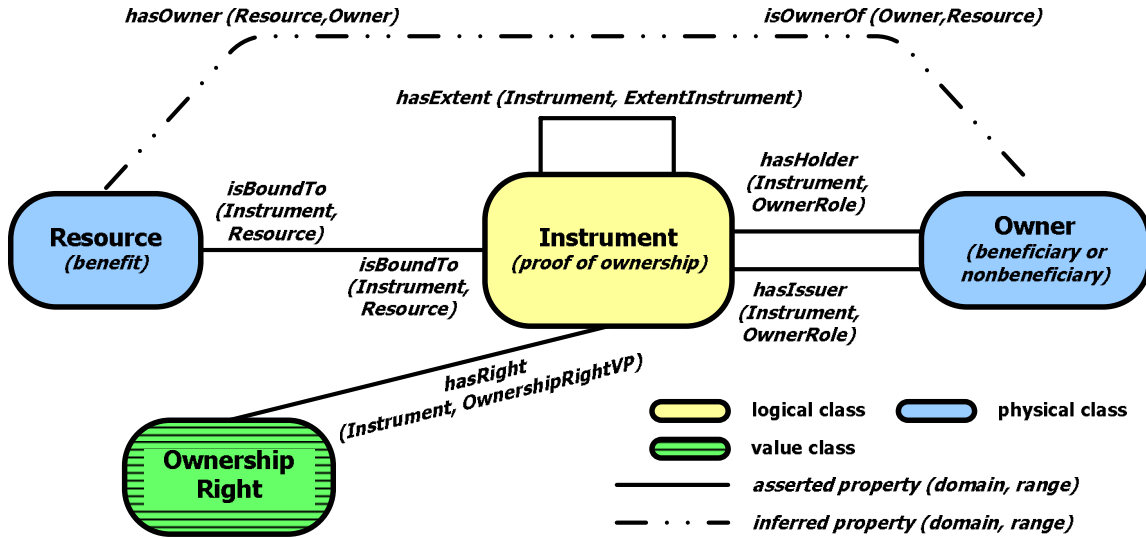 hasOwner (Resource,Owner)
isOwnerOf (Owner,Resource)
hasExtent (Instrument, ExtentInstrument)
isBoundTo
(Instrument,
Resource)
hasHolder
(Instrument,
OwnerRole)
Resource
(benefit)
Instrument
(proof of ownership)
Owner
(beneficiary or
nonbeneficiary)
isBoundTo
(Instrument,
Resource)
hasIssuer
(Instrument,
OwnerRole)
hasRight
(Instrument, OwnershipRightVP)
Ownership
Right
logical class
physical class
value class
asserted property (domain, range)
inferred property (domain, range)